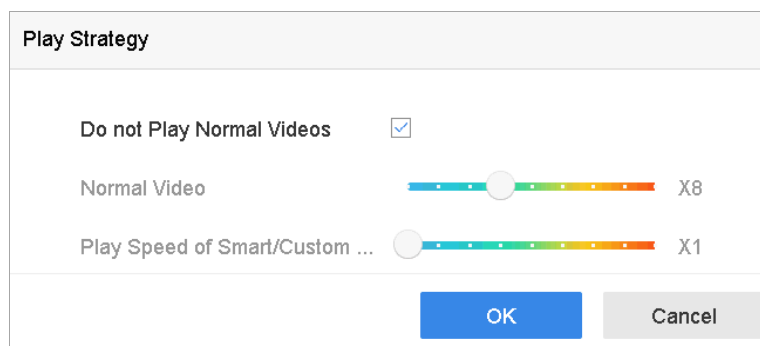 Play Strategy
Do not Play Normal Videos
Normal Video X8
Play Speed of Smart/Custom ... X1
OK Cancel